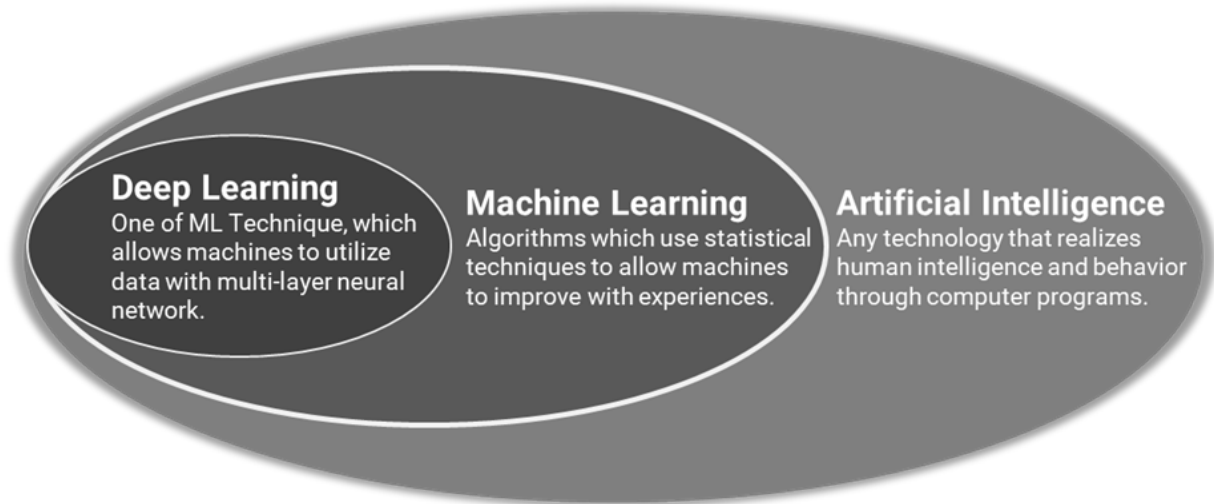 Deep Learning
One of ML Technique, which
allows machines to utilize
data with multi-layer neural
network.
Machine Learning
Algorithms which use statistical
techniques to allow machines
to improve with experiences.
Artificial Intelligence
Any technology that realizes
human intelligence and behavior
through computer programs.